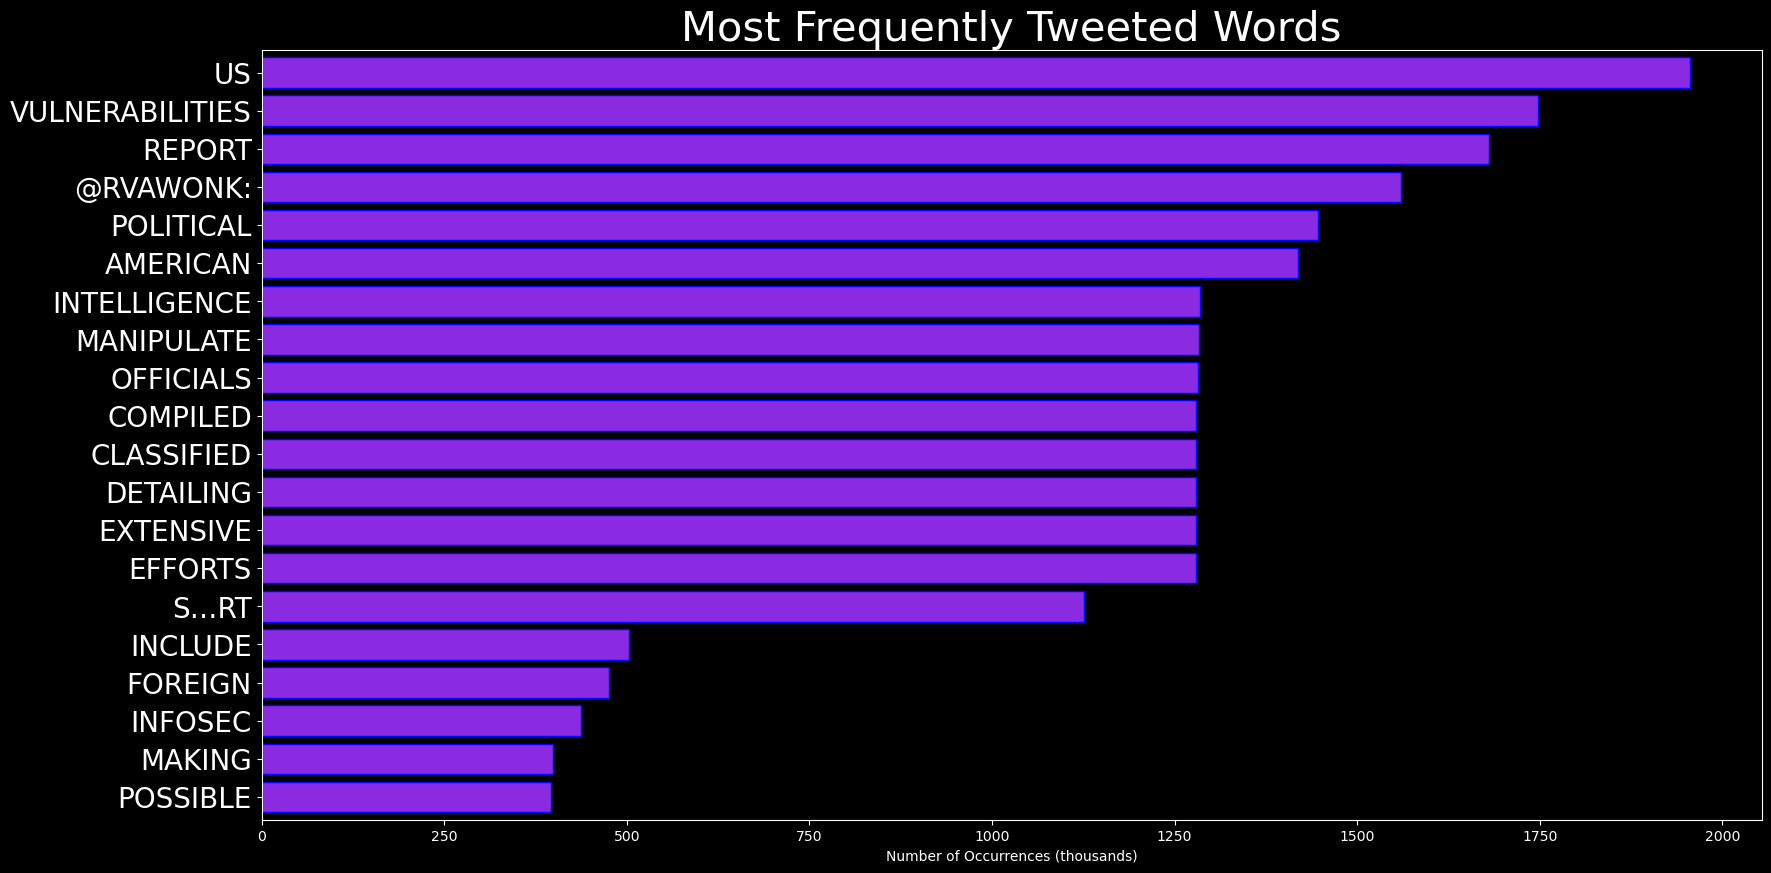 Most Frequently Tweeted Words
US
VULNERABILITIES
REPORT
@RVAWONK:
POLITICAL
AMERICAN
INTELLIGENCE
MANIPULATE
OFFICIALS
COMPILED
CLASSIFIED
DETAILING
EXTENSIVE
EFFORTS
S…RT
INCLUDE
FOREIGN
INFOSEC
MAKING
POSSIBLE
0 250 500 750 1000 1250 1500 1750 2000
Number of Occurrences (thousands)